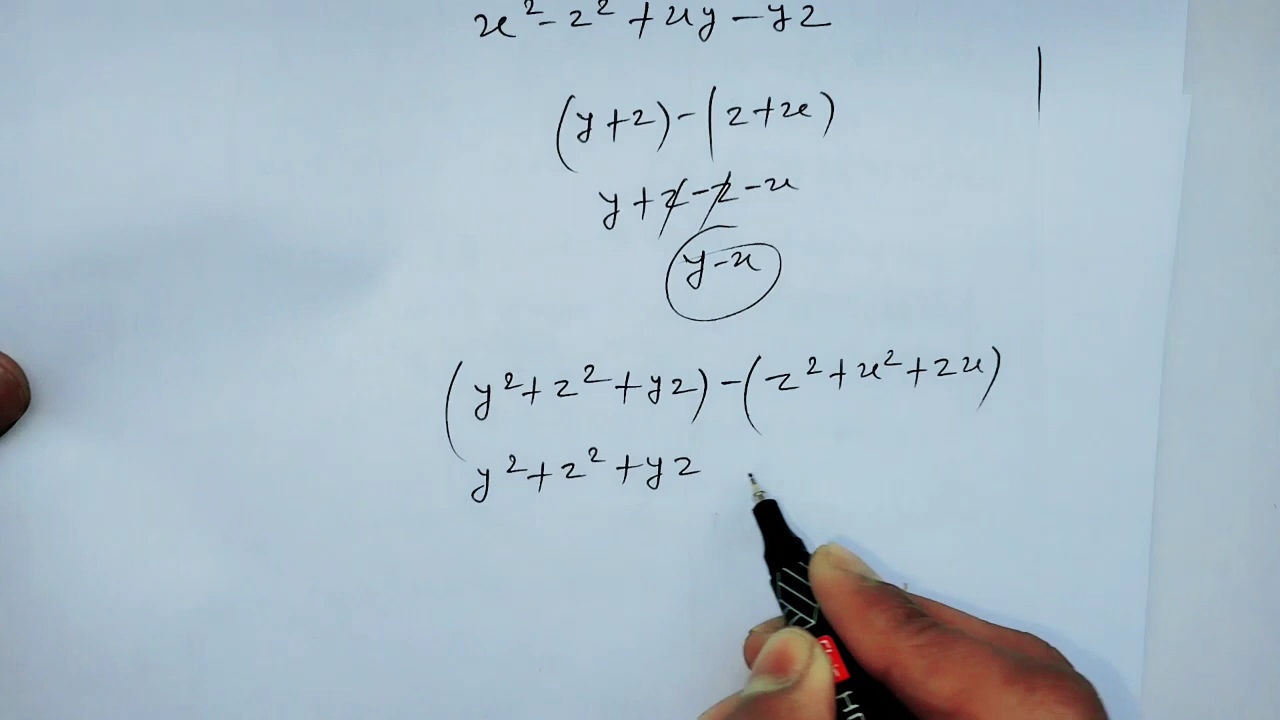 x² - z² + xy - yz
(y+z) - (z+x)
y + z - z - x
y - x
(y² + z² + yz) - (z² + x² + zx)
y² + z² + yz